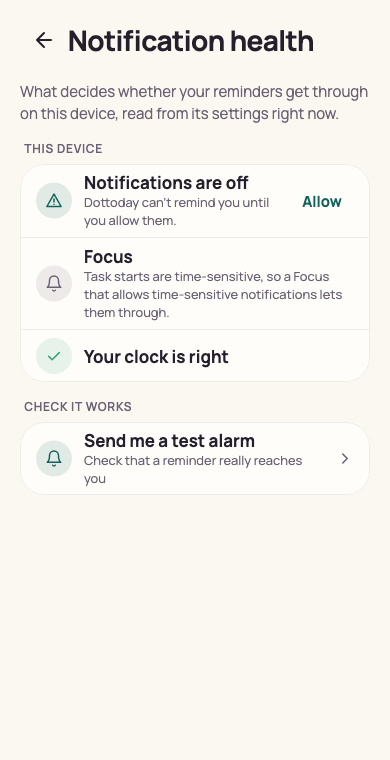 Notification health
What decides whether your reminders get through
on this device, read from its settings right now.
THIS DEVICE
Notifications are off
Dottoday can't remind you until
you allow them.
Allow
Focus
Task starts are time-sensitive, so a Focus
that allows time-sensitive notifications lets
them through.
Your clock is right
CHECK IT WORKS
Send me a test alarm
Check that a reminder really reaches
you